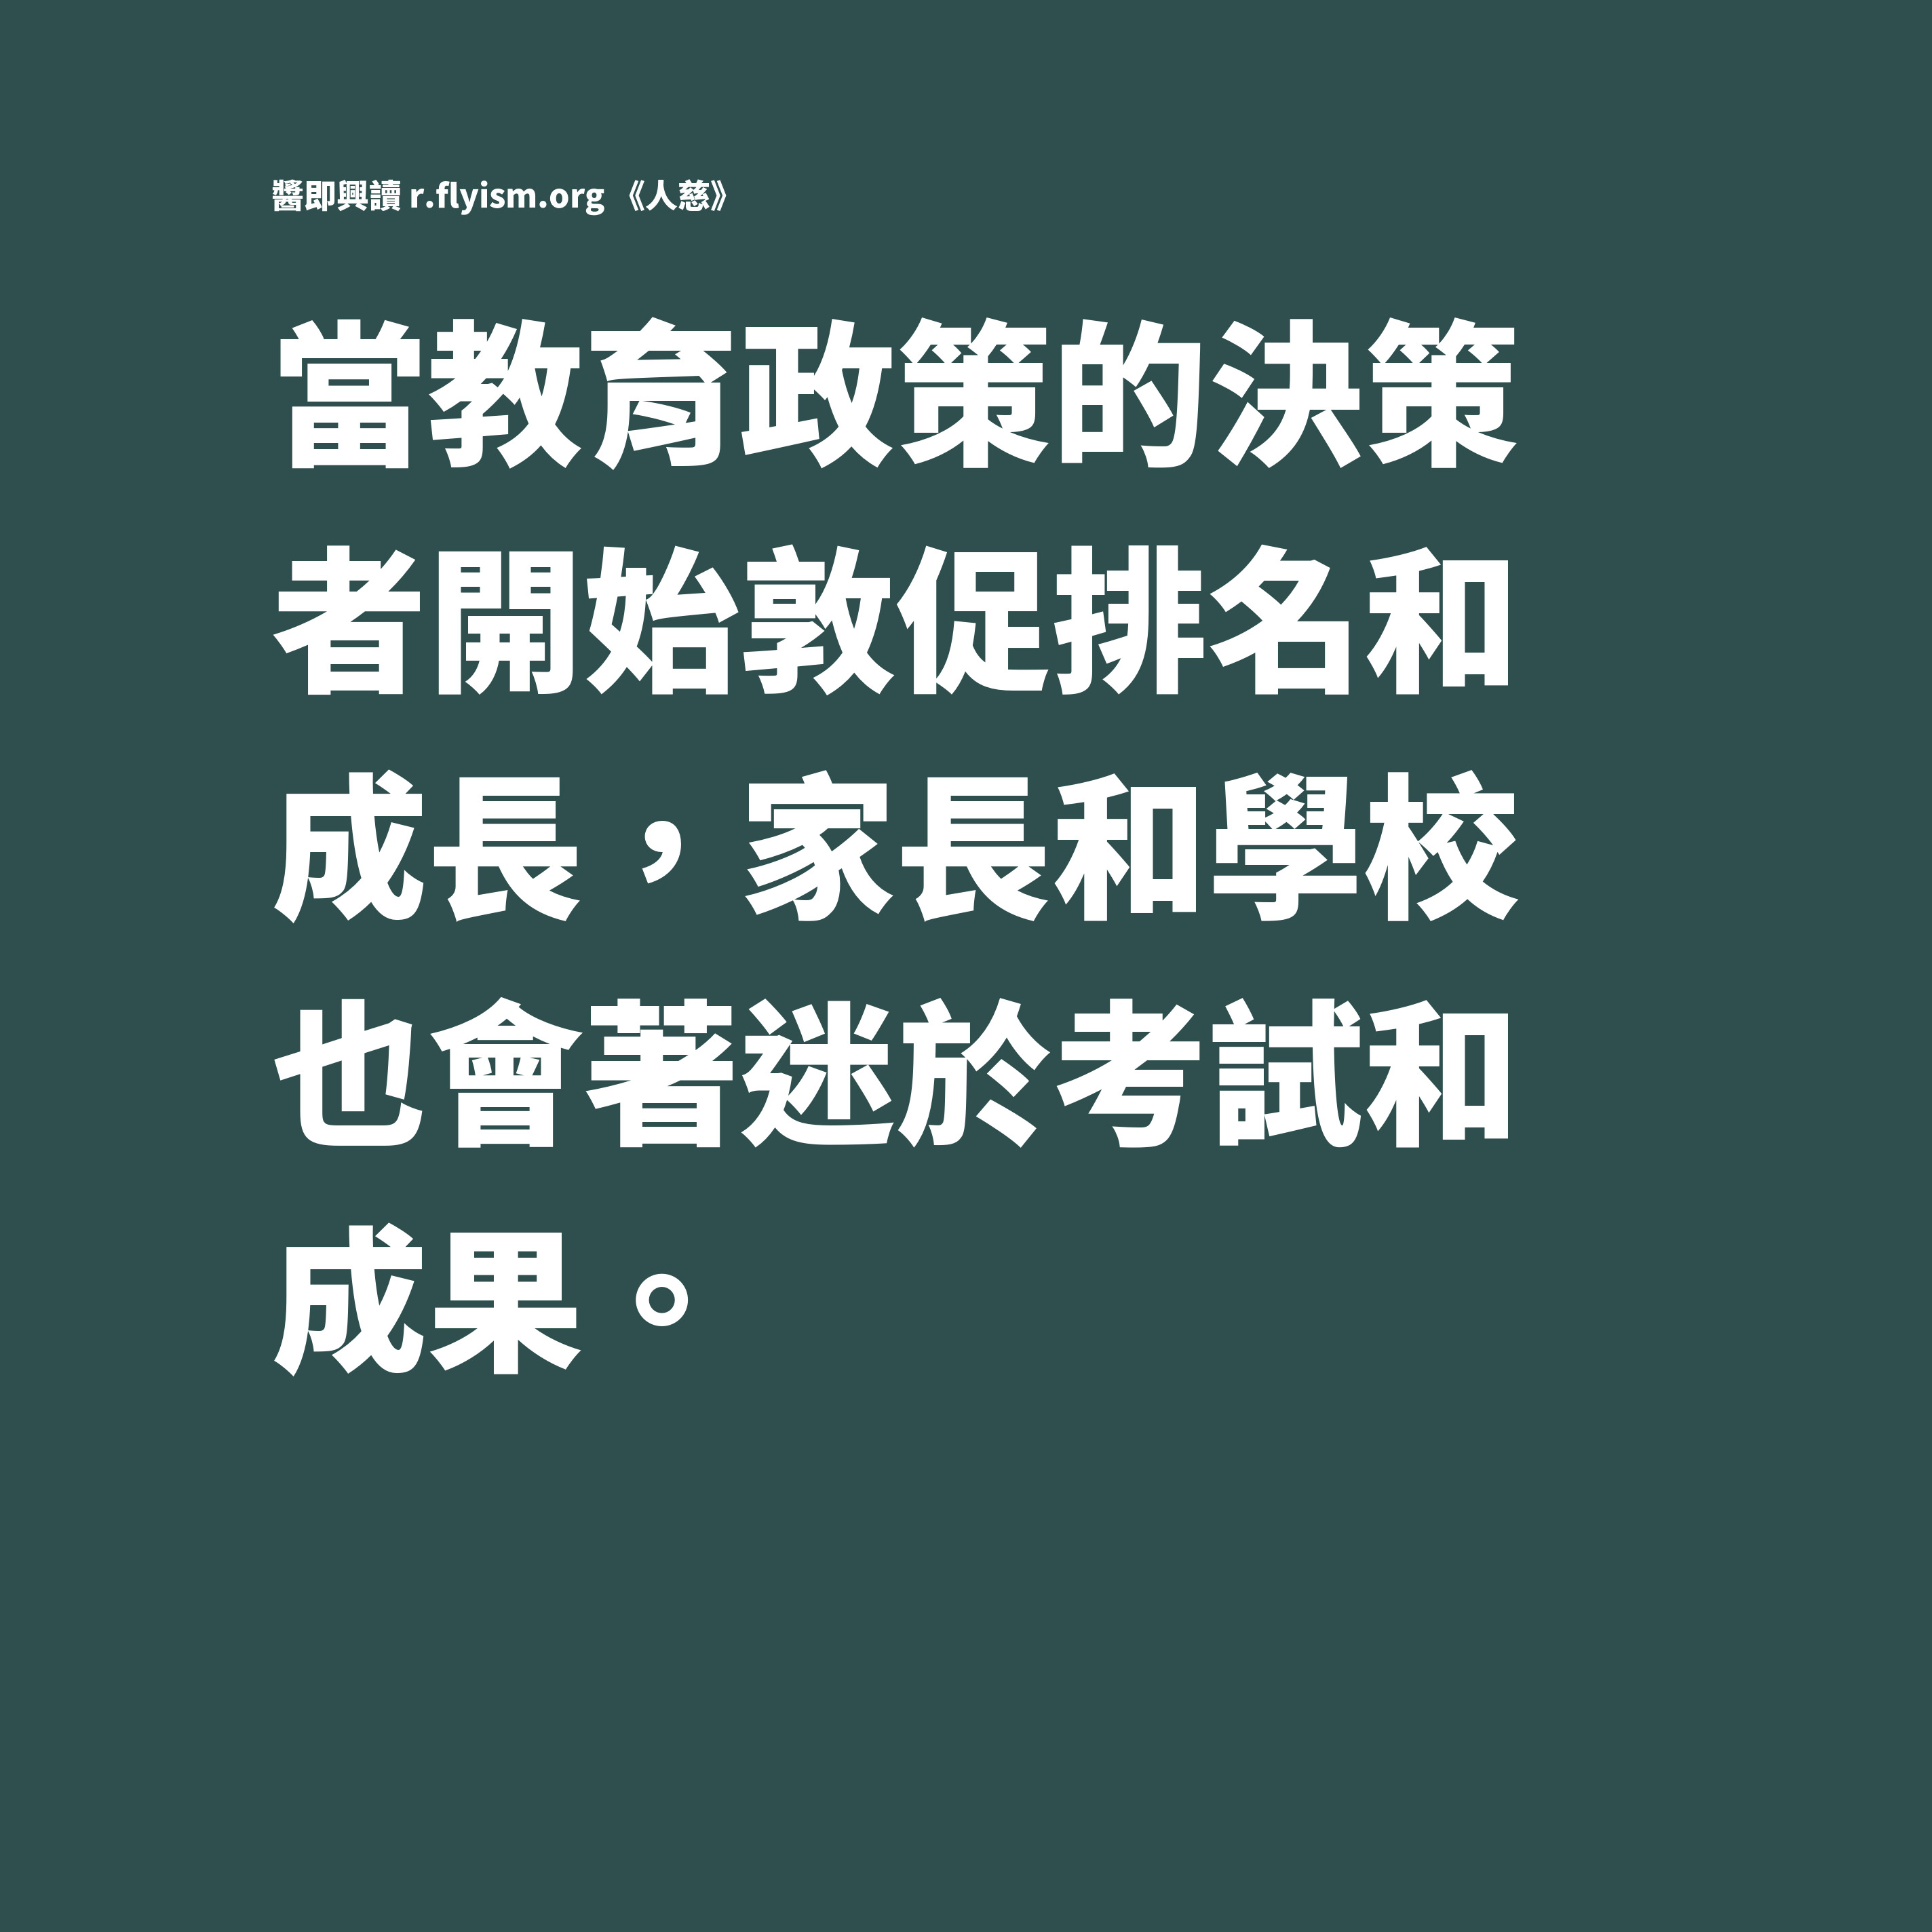 醬即興讀 r.flyism.org 《人慾》
當教育政策的決策
者開始敦促排名和
成長，家長和學校
也會著迷於考試和
成果。